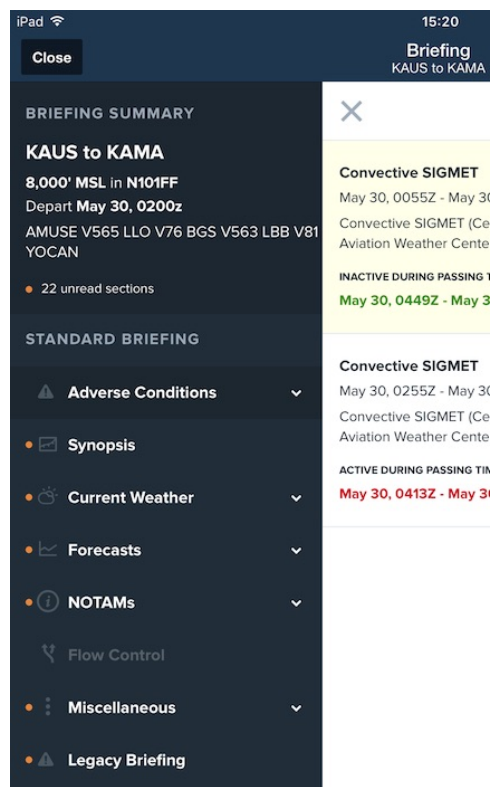 iPad 15:20
Close
Briefing
KAUS to KAMA
BRIEFING SUMMARY
KAUS to KAMA
8,000' MSL in N101FF
Depart May 30, 0200z
AMUSE V565 LLO V76 BGS V563 LBB V81
YOCAN
22 unread sections
STANDARD BRIEFING
Adverse Conditions
Synopsis
Current Weather
Forecasts
NOTAMs
Flow Control
Miscellaneous
Legacy Briefing
Convective SIGMET
May 30, 0055Z - May 30
Convective SIGMET (Ce
Aviation Weather Cente
INACTIVE DURING PASSING T
May 30, 0449Z - May 3
Convective SIGMET
May 30, 0255Z - May 30
Convective SIGMET (Ce
Aviation Weather Cente
ACTIVE DURING PASSING TIM
May 30, 0413Z - May 30